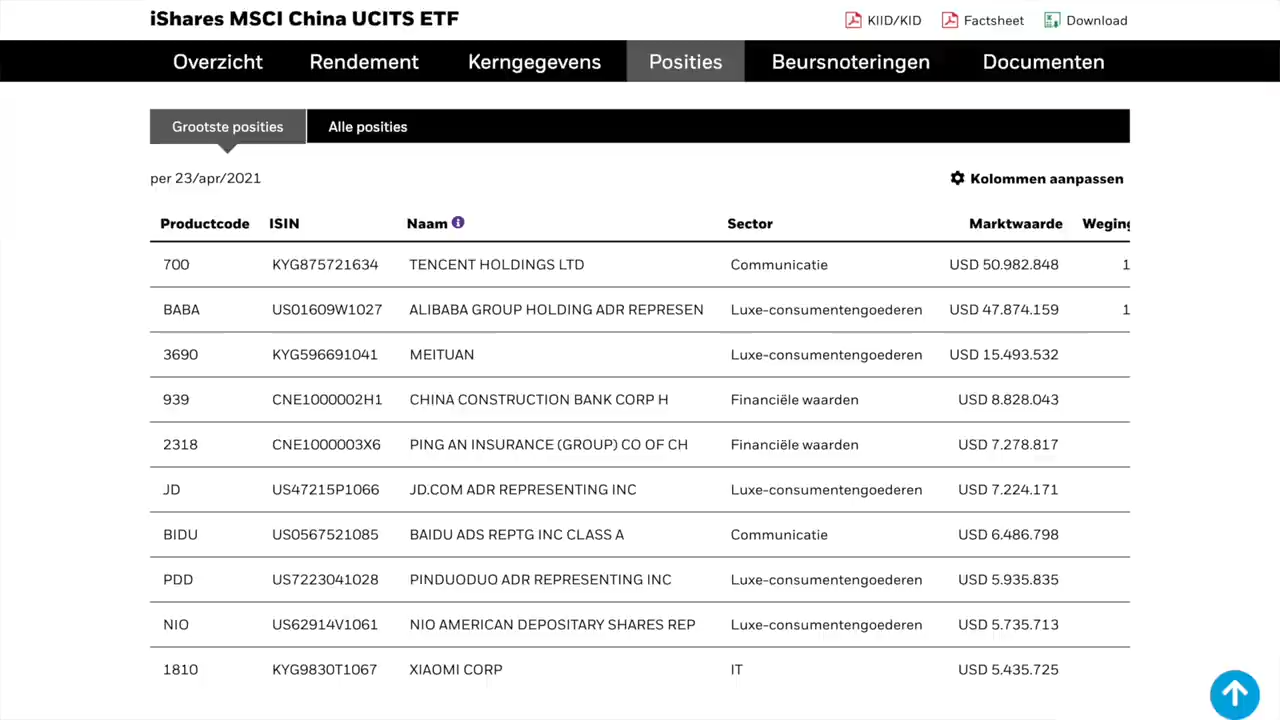 iShares MSCI China UCITS ETF
KIID/KID Factsheet Download
Overzicht Rendement Kerngegevens Posities Beursnoteringen Documenten
Grootste posities Alle posities
per 23/apr/2021
Kolommen aanpassen
Productcode ISIN Naam Sector Marktwaarde Weging
700 KYG875721634 TENCENT HOLDINGS LTD Communicatie USD 50.982.848 1
BABA US01609W1027 ALIBABA GROUP HOLDING ADR REPRESEN Luxe-consumentengoederen USD 47.874.159 1
3690 KYG596691041 MEITUAN Luxe-consumentengoederen USD 15.493.532
939 CNE1000002H1 CHINA CONSTRUCTION BANK CORP H Financiële waarden USD 8.828.043
2318 CNE1000003X6 PING AN INSURANCE (GROUP) CO OF CH Financiële waarden USD 7.278.817
JD US47215P1066 JD.COM ADR REPRESENTING INC Luxe-consumentengoederen USD 7.224.171
BIDU US0567521085 BAIDU ADS REPTG INC CLASS A Communicatie USD 6.486.798
PDD US7223041028 PINDUODUO ADR REPRESENTING INC Luxe-consumentengoederen USD 5.935.835
NIO US62914V1061 NIO AMERICAN DEPOSITARY SHARES REP Luxe-consumentengoederen USD 5.735.713
1810 KYG9830T1067 XIAOMI CORP IT USD 5.435.725